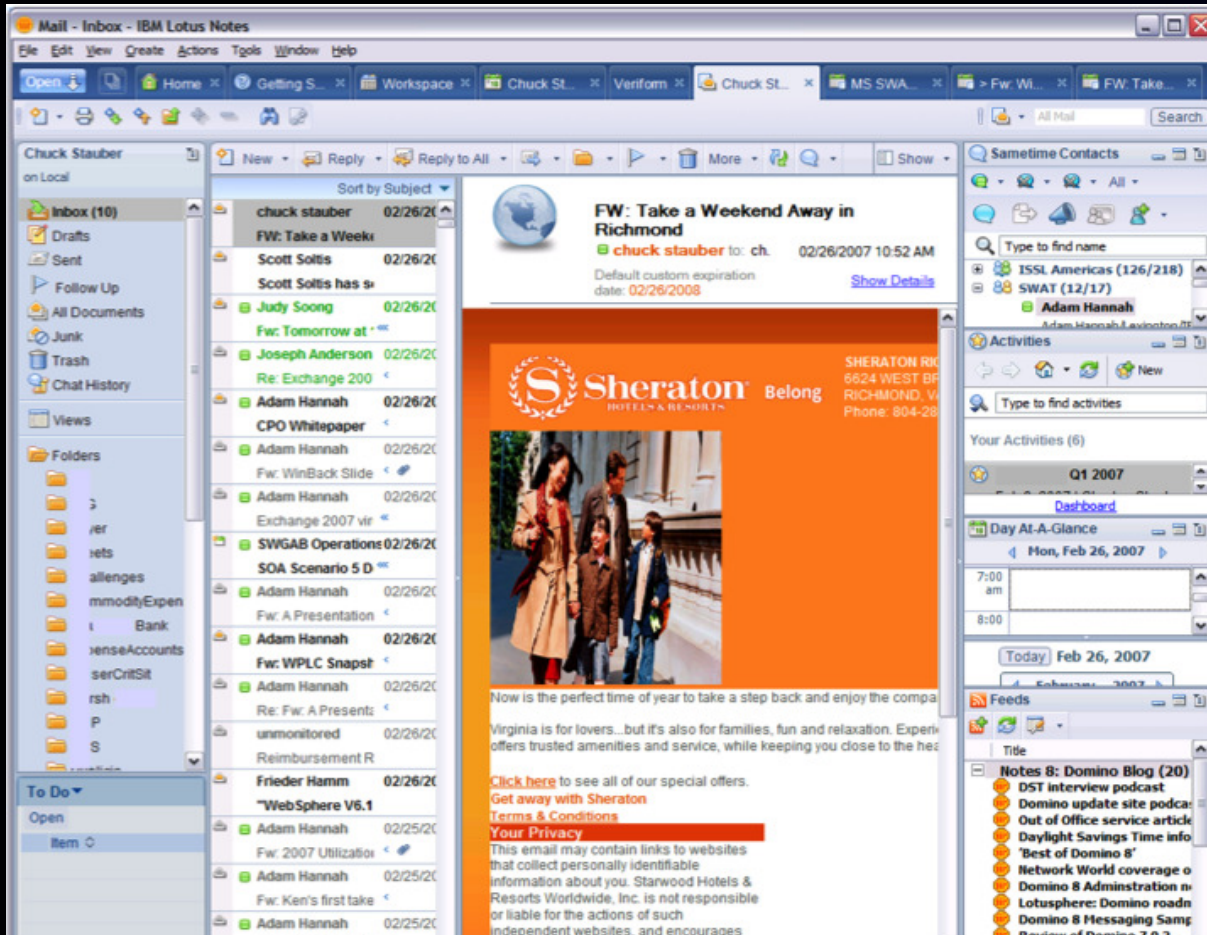 Mail - Inbox - IBM Lotus Notes
File Edit View Create Actions Tools Window Help
Open Home Getting S... Workspace Chuck St... Veriform Chuck St... MS SWA... > Fw: Wi... FW: Take...
All Mail Search
Chuck Stauber
on Local
Inbox (10)
Drafts
Sent
Follow Up
All Documents
Junk
Trash
Chat History
Views
Folders
Bank
To Do
Open
Item
New Reply Reply to All More Show
Sort by Subject
chuck stauber 02/26/20
FW: Take a Weeke
Scott Soltis 02/26/20
Scott Soltis has
Judy Soong 02/26/20
Fw: Tomorrow at
Joseph Anderson 02/26/20
Re: Exchange 200
Adam Hannah 02/26/20
CPO Whitepaper
Adam Hannah 02/26/20
Fw: WinBack Slide
Adam Hannah 02/26/20
Exchange 2007 vir
SWGAB Operations 02/26/20
SOA Scenario 5 D
Adam Hannah 02/26/20
Fw: A Presentation
Adam Hannah 02/26/20
Fw: WPLC Snapsh
Adam Hannah 02/26/20
Re: Fw: A Presenta
unmonitored 02/26/20
Reimbursement R
Frieder Hamm 02/26/20
"WebSphere V6.1
Adam Hannah 02/25/20
Fw: 2007 Utilization
Adam Hannah 02/25/20
Fw: Ken's first take
Adam Hannah 02/25/20
FW: Take a Weekend Away in
Richmond
chuck stauber to: ch. 02/26/2007 10:52 AM
Default custom expiration
date: 02/26/2008
Show Details
Sheraton
HOTELS & RESORTS
Belong
SHERATON RIC
6624 WEST BR
RICHMOND, VA
Phone: 804-28
Now is the perfect time of year to take a step back and enjoy the compa
Virginia is for lovers...but it's also for families, fun and relaxation. Experi
offers trusted amenities and service, while keeping you close to the hea
Click here to see all of our special offers.
Get away with Sheraton
Terms & Conditions
Your Privacy
This email may contain links to websites
that collect personally identifiable
information about you. Starwood Hotels &
Resorts Worldwide, Inc. is not responsible
or liable for the actions of such
independent websites, and encourages
Sametime Contacts
All
Type to find name
ISSL Americas (126/218)
SWAT (12/17)
Adam Hannah
Activities
New
Type to find activities
Your Activities (6)
Q1 2007
Dashboard
Day At-A-Glance
Mon, Feb 26, 2007
7:00
am
8:00
Today Feb 26, 2007
February 2007
Feeds
Title
Notes 8: Domino Blog (20)
DST interview podcast
Domino update site podcas
Out of Office service article
Daylight Savings Time info
'Best of Domino 8'
Network World coverage o
Domino 8 Adminstration n
Lotusphere: Domino roadm
Domino 8 Messaging Samp
Review of Domino 7.0.2